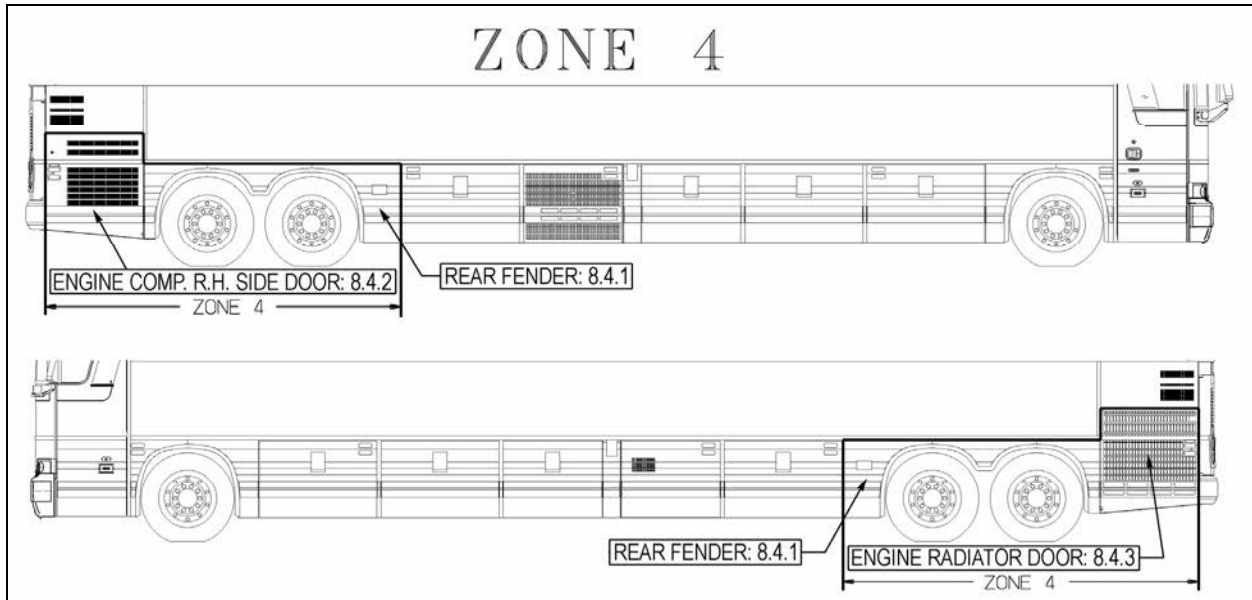 ZONE 4
ENGINE COMP. R.H. SIDE DOOR: 8.4.2
REAR FENDER: 8.4.1
ZONE 4
REAR FENDER: 8.4.1
ENGINE RADIATOR DOOR: 8.4.3
ZONE 4